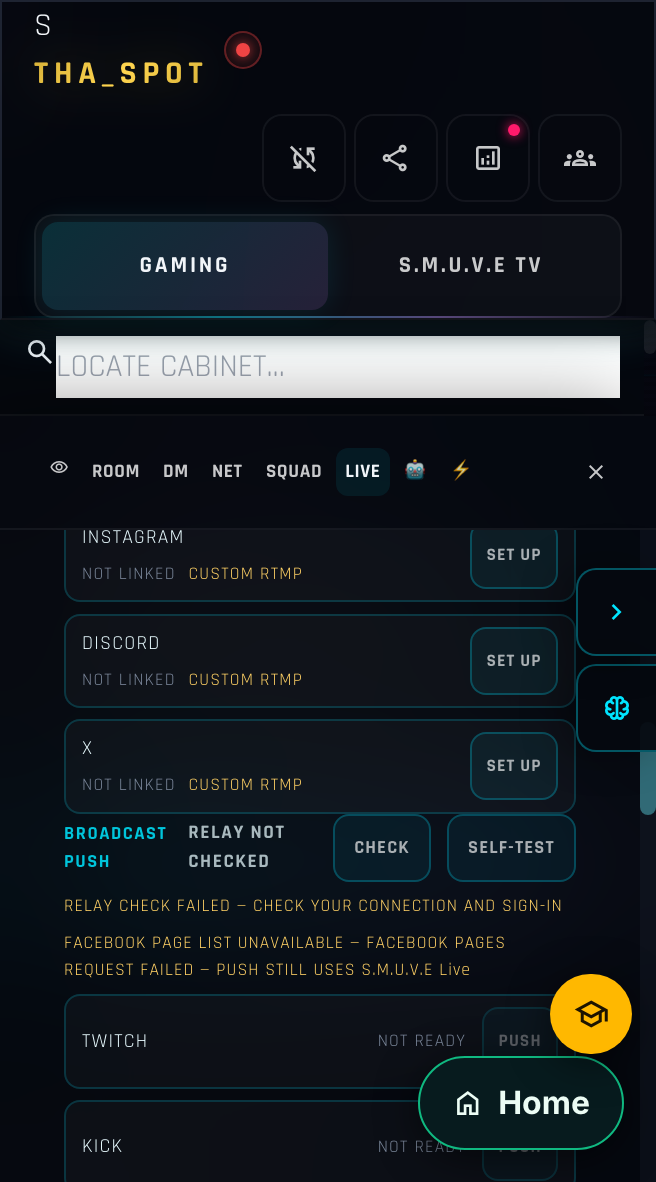 S
THA_SPOT
GAMING
S.M.U.V.E TV
LOCATE CABINET...
ROOM DM NET SQUAD LIVE
INSTAGRAM
NOT LINKED CUSTOM RTMP
SET UP
DISCORD
NOT LINKED CUSTOM RTMP
SET UP
X
NOT LINKED CUSTOM RTMP
SET UP
BROADCAST
PUSH
RELAY NOT
CHECKED
CHECK
SELF-TEST
RELAY CHECK FAILED — CHECK YOUR CONNECTION AND SIGN-IN
FACEBOOK PAGE LIST UNAVAILABLE — FACEBOOK PAGES
REQUEST FAILED — PUSH STILL USES S.M.U.V.E Live
TWITCH
NOT READY
PUSH
Home
KICK
NOT READY